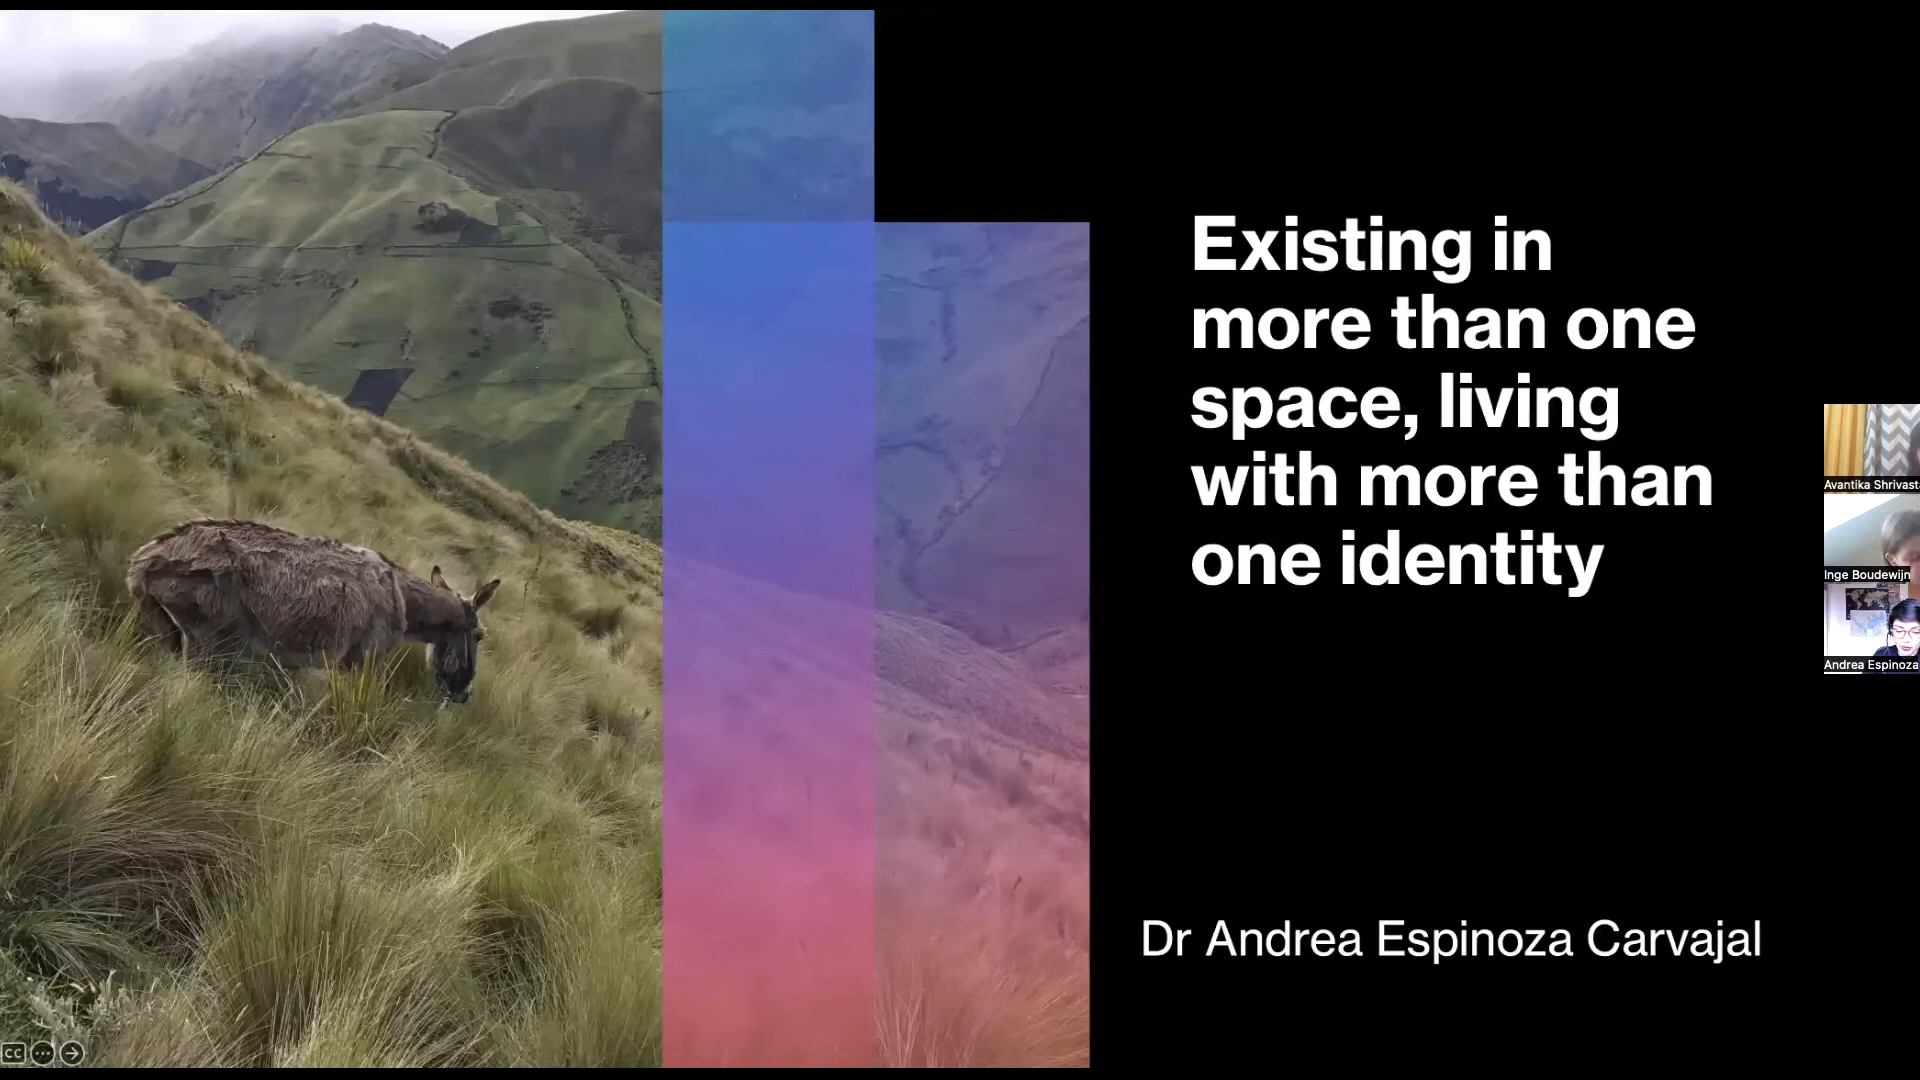 Existing in
more than one
space, living
with more than
one identity
Dr Andrea Espinoza Carvajal
Avantika
Inge Boudewijn
Andrea Espinoza
CC